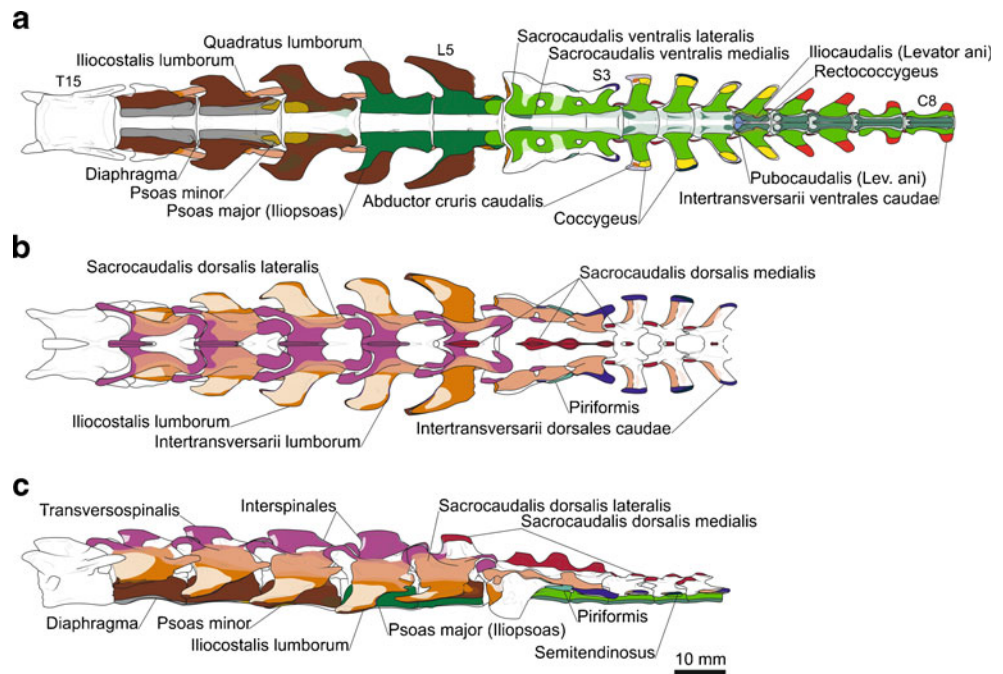 a
Quadratus lumborum
L5
Sacrocaudalis ventralis lateralis
Iliocostalis lumborum
Sacrocaudalis ventralis medialis
Iliocaudalis (Levator ani)
T15
S3
Rectococcygeus
C8
Diaphragma
Psoas minor
Psoas major (Iliopsoas)
Abductor cruris caudalis
Coccygeus
Pubocaudalis (Lev. ani)
Intertransversarii ventrales caudae
b
Sacrocaudalis dorsalis lateralis
Sacrocaudalis dorsalis medialis
Iliocostalis lumborum
Intertransversarii lumborum
Piriformis
Intertransversarii dorsales caudae
c
Transversospinalis
Interspinales
Sacrocaudalis dorsalis lateralis
Sacrocaudalis dorsalis medialis
Diaphragma
Psoas minor
Iliocostalis lumborum
Psoas major (Iliopsoas)
Piriformis
Semitendinosus
10 mm